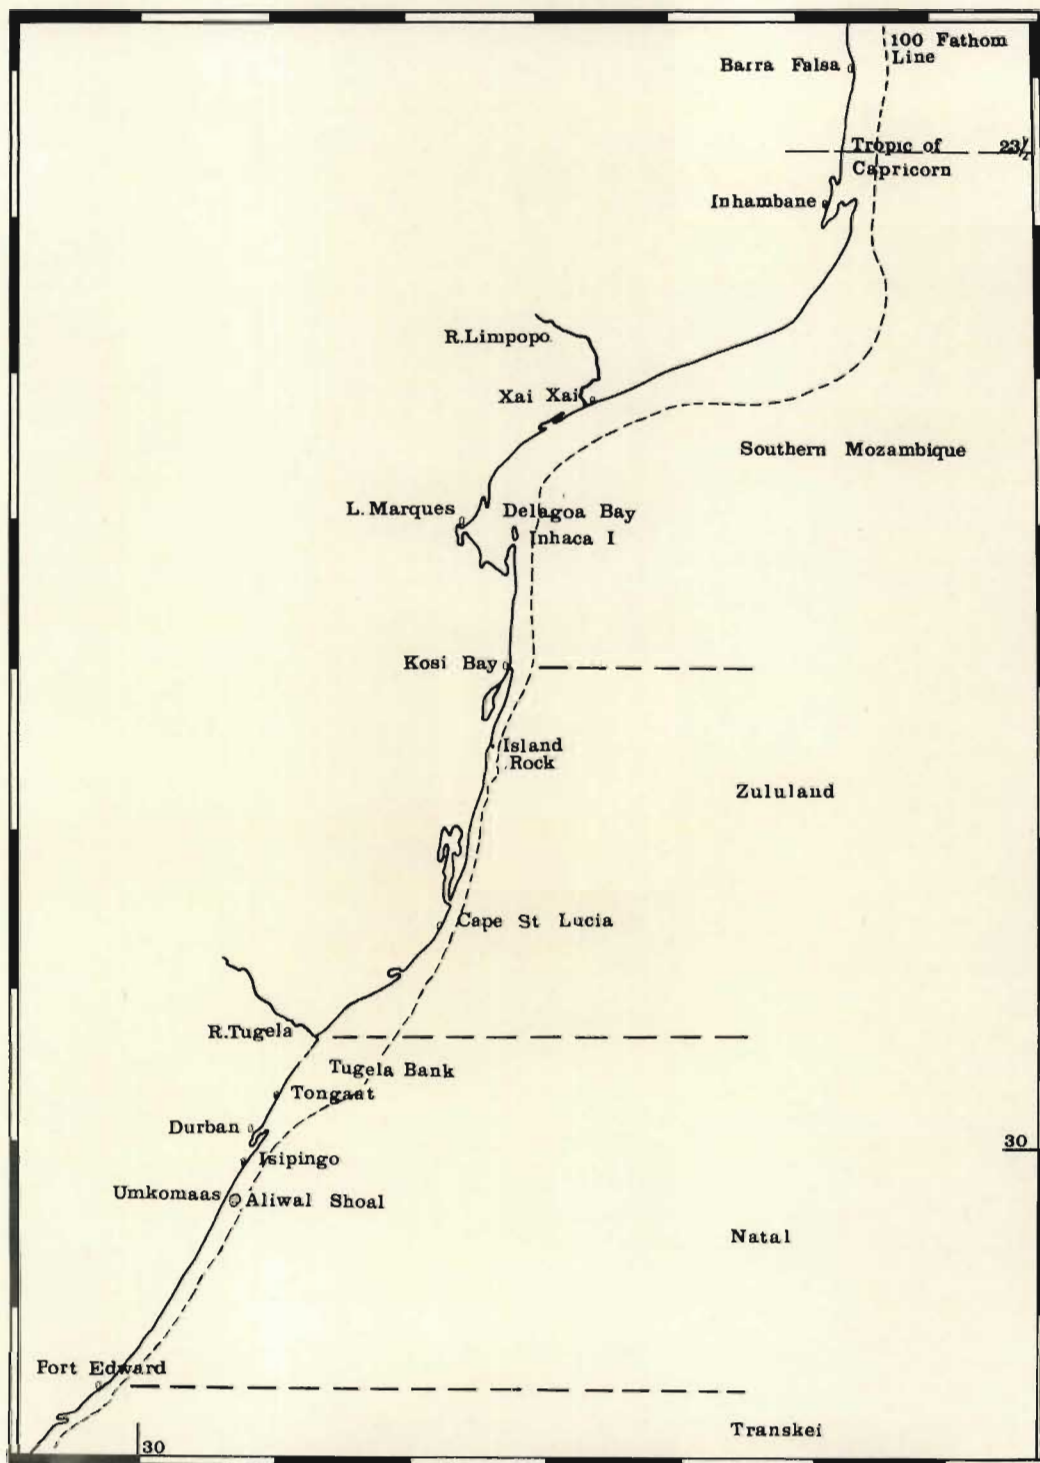 100 Fathom
Line
Barra Falsa
Tropic of
Capricorn
23½
Inhambane
R.Limpopo
Xai Xai
Southern Mozambique
L. Marques
Delagoa Bay
Inhaca I
Kosi Bay
Island
Rock
Zululand
Cape St Lucia
R.Tugela
Tugela Bank
Tongaat
Durban
Isipingo
30
Umkomaas
Aliwal Shoal
Natal
Port Edward
Transkei
30